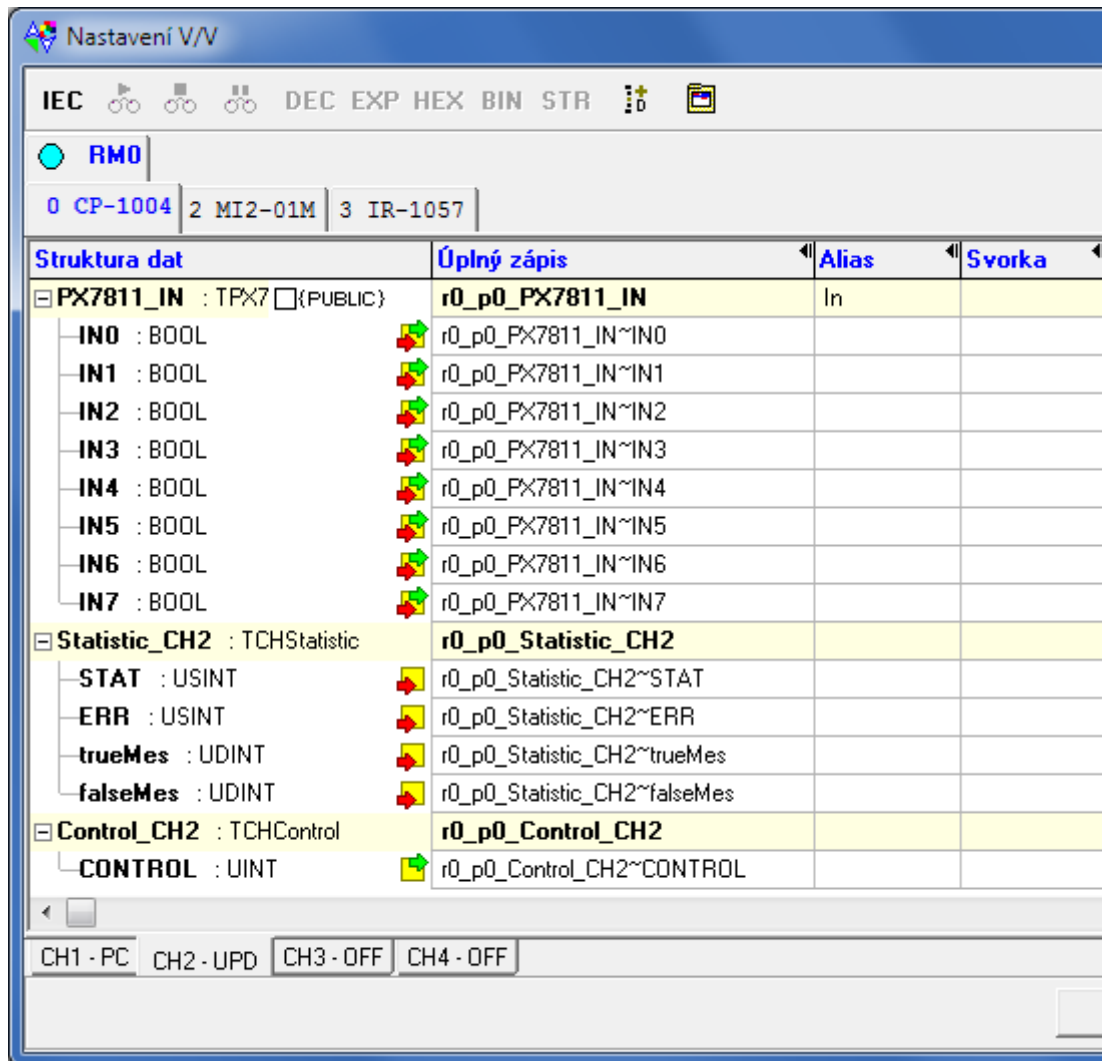 Nastavení V/V
IEC DEC EXP HEX BIN STR D
RM0
0 CP-1004 2 MI2-01M 3 IR-1057
Struktura dat Úplný zápis Alias Svorka
PX7811_IN : TPX7 {PUBLIC} r0_p0_PX7811_IN In
IN0 : BOOL r0_p0_PX7811_IN~IN0
IN1 : BOOL r0_p0_PX7811_IN~IN1
IN2 : BOOL r0_p0_PX7811_IN~IN2
IN3 : BOOL r0_p0_PX7811_IN~IN3
IN4 : BOOL r0_p0_PX7811_IN~IN4
IN5 : BOOL r0_p0_PX7811_IN~IN5
IN6 : BOOL r0_p0_PX7811_IN~IN6
IN7 : BOOL r0_p0_PX7811_IN~IN7
Statistic_CH2 : TCHStatistic r0_p0_Statistic_CH2
STAT : USINT r0_p0_Statistic_CH2~STAT
ERR : USINT r0_p0_Statistic_CH2~ERR
trueMes : UDINT r0_p0_Statistic_CH2~trueMes
falseMes : UDINT r0_p0_Statistic_CH2~falseMes
Control_CH2 : TCHControl r0_p0_Control_CH2
CONTROL : UINT r0_p0_Control_CH2~CONTROL
CH1 - PC CH2 - UPD CH3 - OFF CH4 - OFF